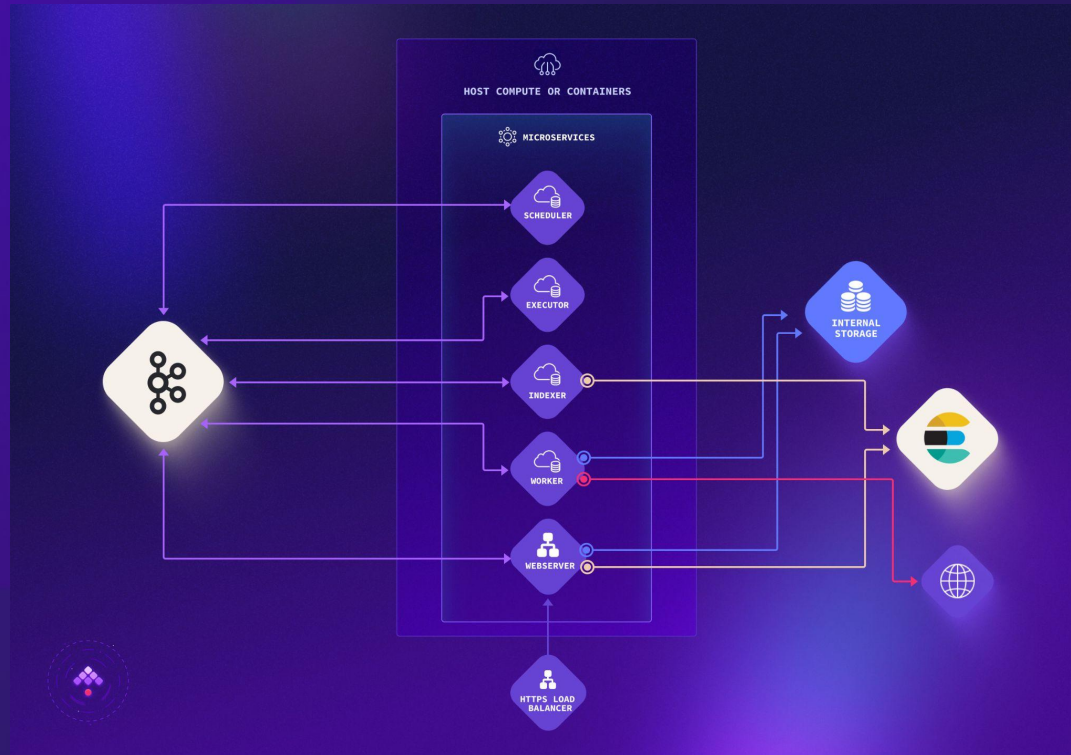 HOST COMPUTE OR CONTAINERS
MICROSERVICES
SCHEDULER
EXECUTOR
INDEXER
WORKER
WEBSERVER
INTERNAL
STORAGE
HTTPS LOAD
BALANCER